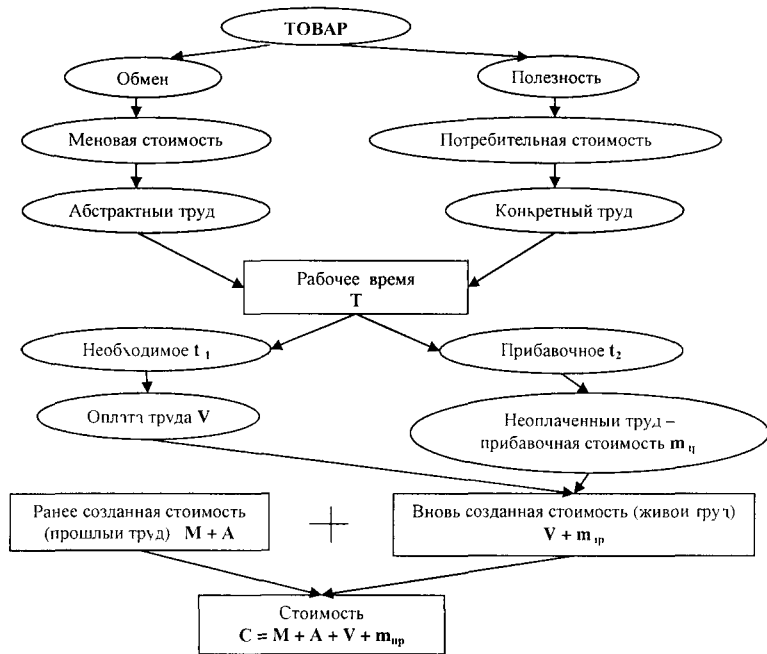 ТОВАР
Обмен
Полезность
Меновая стоимость
Потребительная стоимость
Абстрактный труд
Конкретный труд
Рабочее время
T
Необходимое t₁
Прибавочное t₂
Оплата труда V
Неоплаченный труд –
прибавочная стоимость m
Ранее созданная стоимость
(прошлый труд) M + A
+
Вновь созданная стоимость (живой труд)
V + mпр
Стоимость
C = M + A + V + mпр